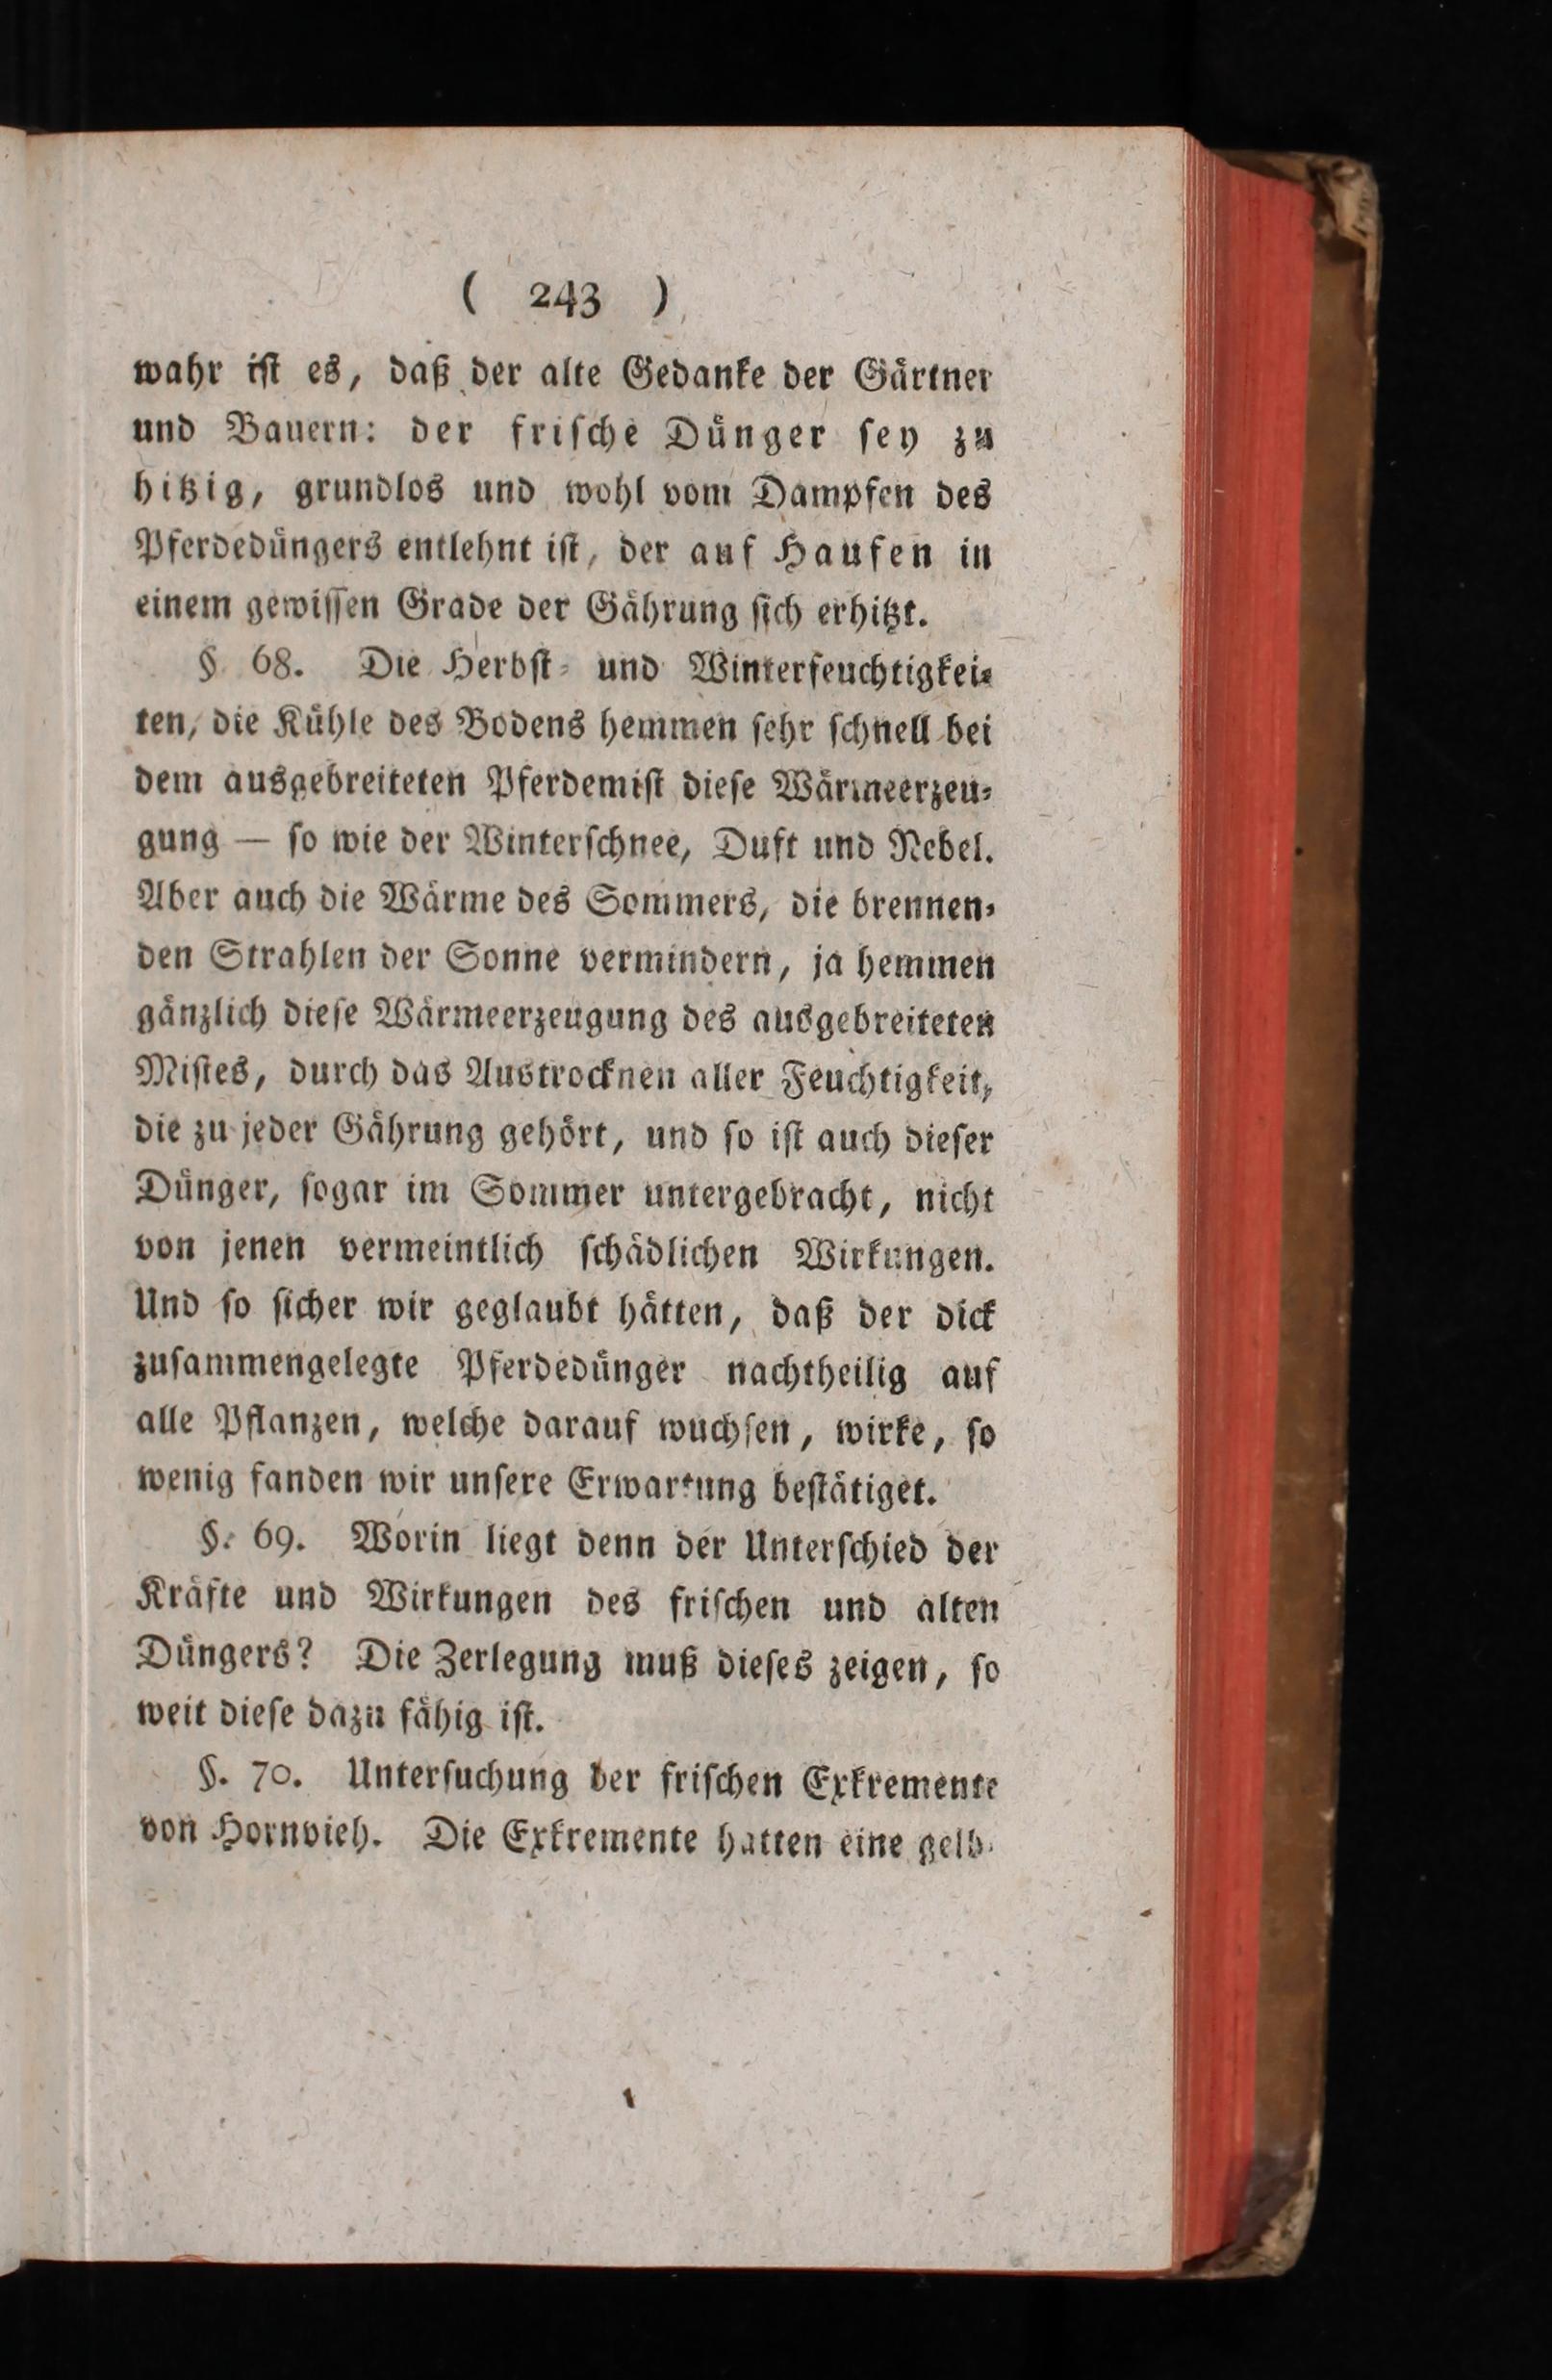 ( 243 )
wahr iſt es, daß der alte Gedanke der Gärtner
und Bauern: der friſche Dünger ſey zu
hitzig, grundlos und wohl vom Dampfen des
Pferdedüngers entlehnt iſt, der auf Haufen in
einem gewiſſen Grade der Gährung ſich erhitzt.
§. 68. Die Herbſt- und Winterfeuchtigkei-
ten, die Kühle des Bodens hemmen ſehr ſchnell bei
dem ausgebreiteten Pferdemiſt dieſe Wärmeerzeu-
gung — ſo wie der Winterſchnee, Duft und Nebel.
Aber auch die Wärme des Sommers, die brennen-
den Strahlen der Sonne vermindern, ja hemmen
gänzlich dieſe Wärmeerzeugung des ausgebreiteten
Miſtes, durch das Austrocknen aller Feuchtigkeit,
die zu jeder Gährung gehört, und ſo iſt auch dieſer
Dünger, ſogar im Sommer untergebracht, nicht
von jenen vermeintlich ſchädlichen Wirkungen.
Und ſo ſicher wir geglaubt hätten, daß der dick
zuſammengelegte Pferdedünger nachtheilig auf
alle Pflanzen, welche darauf wuchſen, wirke, ſo
wenig fanden wir unſere Erwartung beſtätiget.
§. 69. Worin liegt denn der Unterſchied der
Kräfte und Wirkungen des friſchen und alten
Düngers? Die Zerlegung muß dieſes zeigen, ſo
weit dieſe dazu fähig iſt.
§. 70. Unterſuchung der friſchen Exkremente
von Hornvieh. Die Exkremente hatten eine gelb-